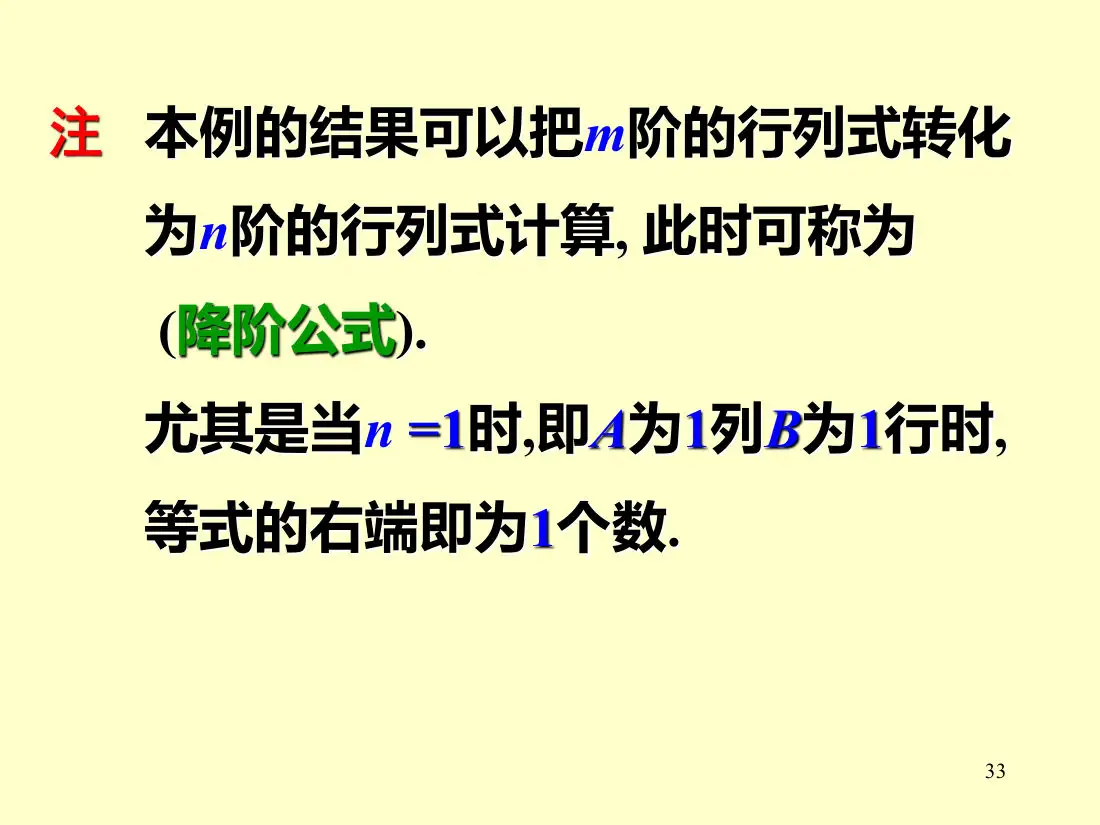 注 本例的结果可以把m阶的行列式转化
为n阶的行列式计算, 此时可称为
(降阶公式).
尤其是当n =1时,即A为1列B为1行时,
等式的右端即为1个数.
33